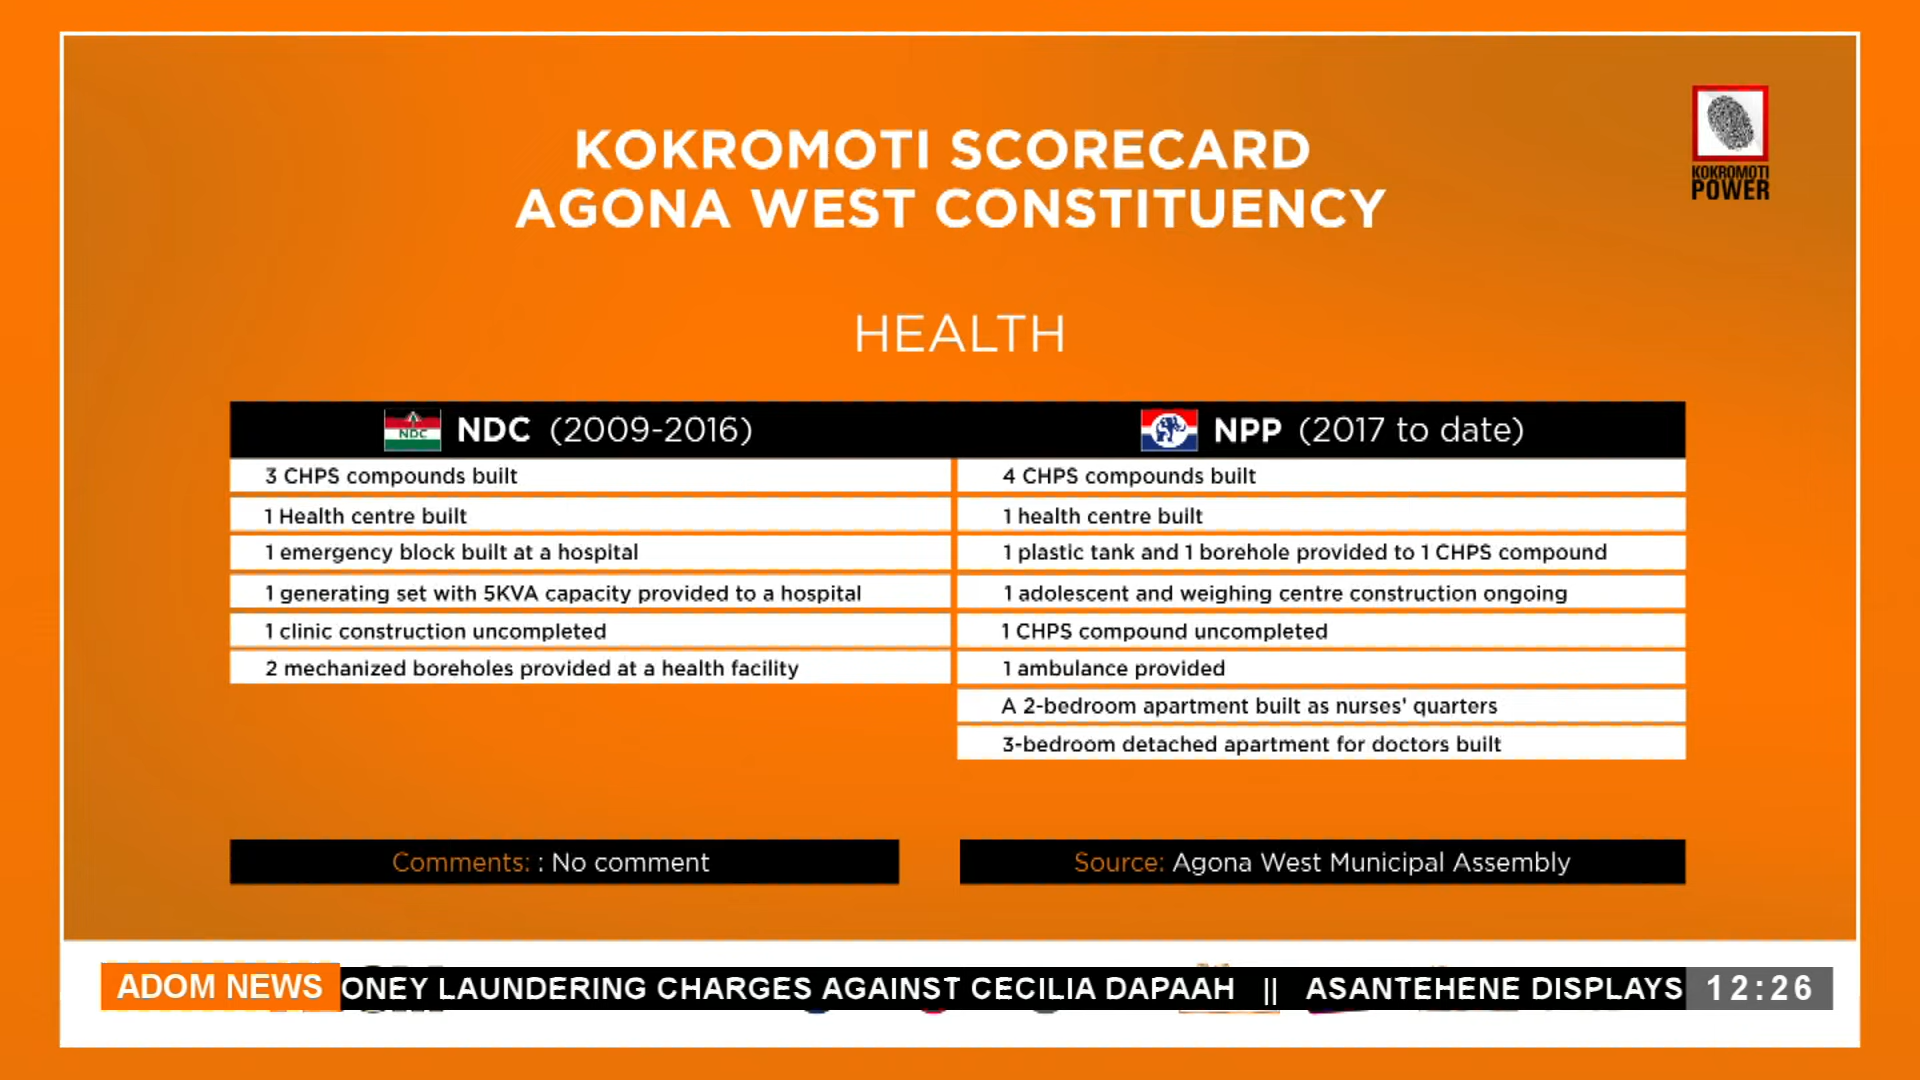 KOKROMOTI SCORECARD
AGONA WEST CONSTITUENCY
KOKROMOTI
POWER
HEALTH
NDC NDC (2009-2016)
NPP (2017 to date)
3 CHPS compounds built
4 CHPS compounds built
1 Health centre built
1 health centre built
1 emergency block built at a hospital
1 plastic tank and 1 borehole provided to 1 CHPS compound
1 generating set with 5KVA capacity provided to a hospital
1 adolescent and weighing centre construction ongoing
1 clinic construction uncompleted
1 CHPS compound uncompleted
2 mechanized boreholes provided at a health facility
1 ambulance provided
A 2-bedroom apartment built as nurses' quarters
3-bedroom detached apartment for doctors built
Comments: : No comment
Source: Agona West Municipal Assembly
ADOM NEWS ONEY LAUNDERING CHARGES AGAINST CECILIA DAPAAH || ASANTEHENE DISPLAYS 12:26